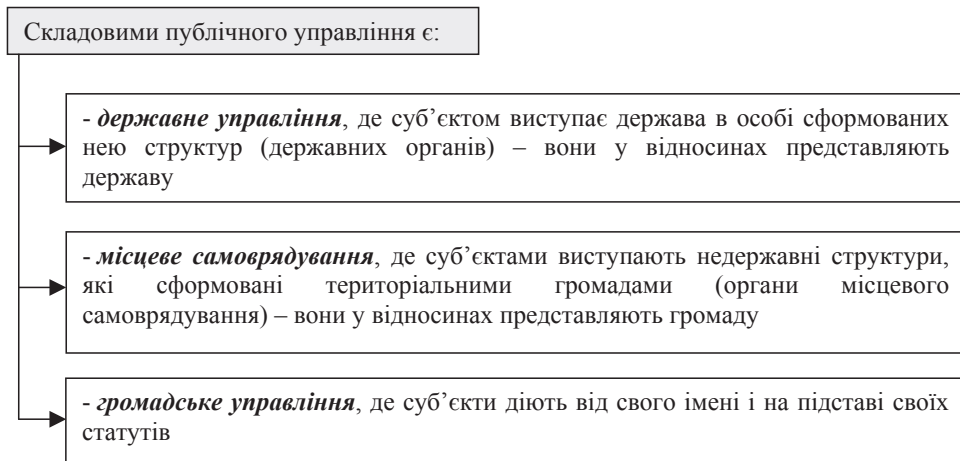 Складовими публічного управління є:
- державне управління, де суб’єктом виступає держава в особі сформованих
нею структур (державних органів) – вони у відносинах представляють
державу
- місцеве самоврядування, де суб’єктами виступають недержавні структури,
які сформовані територіальними громадами (органи місцевого
самоврядування) – вони у відносинах представляють громаду
- громадське управління, де суб’єкти діють від свого імені і на підставі своїх
статутів